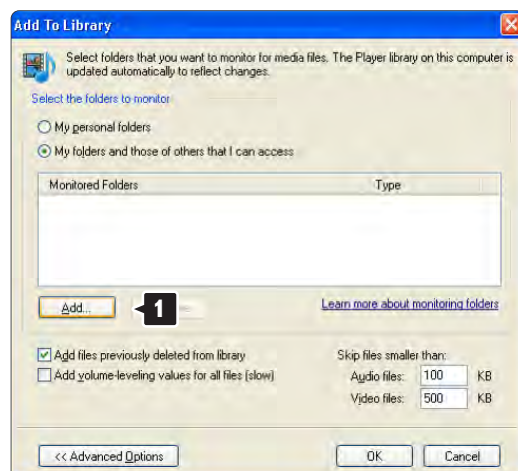 Add To Library
Select folders that you want to monitor for media files. The Player library on this computer is
updated automatically to reflect changes.
Select the folders to monitor
My personal folders
My folders and those of others that I can access
Monitored Folders Type
Add... 1
Learn more about monitoring folders
Add files previously deleted from library Skip files smaller than:
Add volume-leveling values for all files (slow) Audio files: 100 KB
Video files: 500 KB
<< Advanced Options OK Cancel